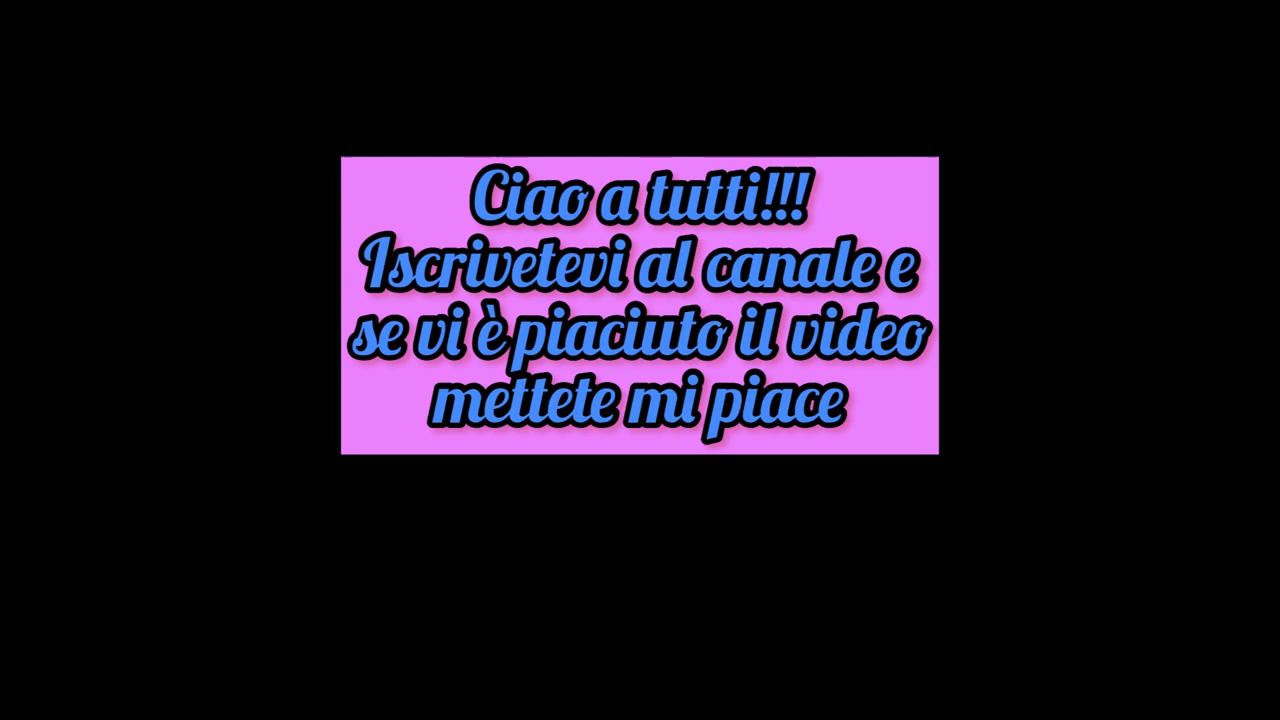 Ciao a tutti!!!
Iscrivetevi al canale e
se vi è piaciuto il video
mettete mi piace